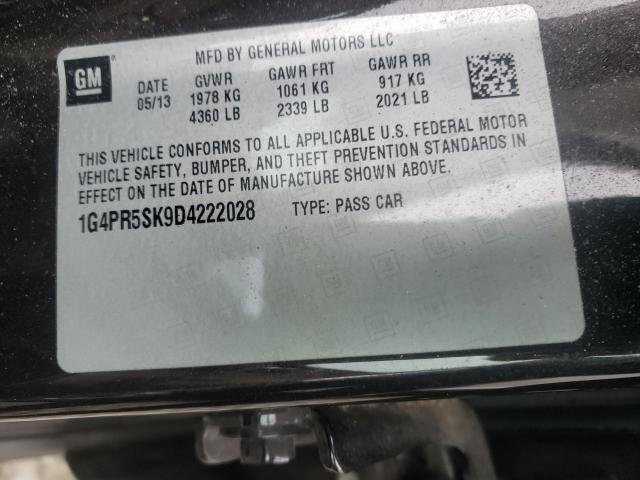 GM
MFD BY GENERAL MOTORS LLC
DATE GVWR GAWR FRT GAWR RR
05/13 1978 KG 1061 KG 917 KG
4360 LB 2339 LB 2021 LB
THIS VEHICLE CONFORMS TO ALL APPLICABLE U.S. FEDERAL MOTOR
VEHICLE SAFETY, BUMPER, AND THEFT PREVENTION STANDARDS IN
EFFECT ON THE DATE OF MANUFACTURE SHOWN ABOVE.
1G4PR5SK9D4222028 TYPE: PASS CAR